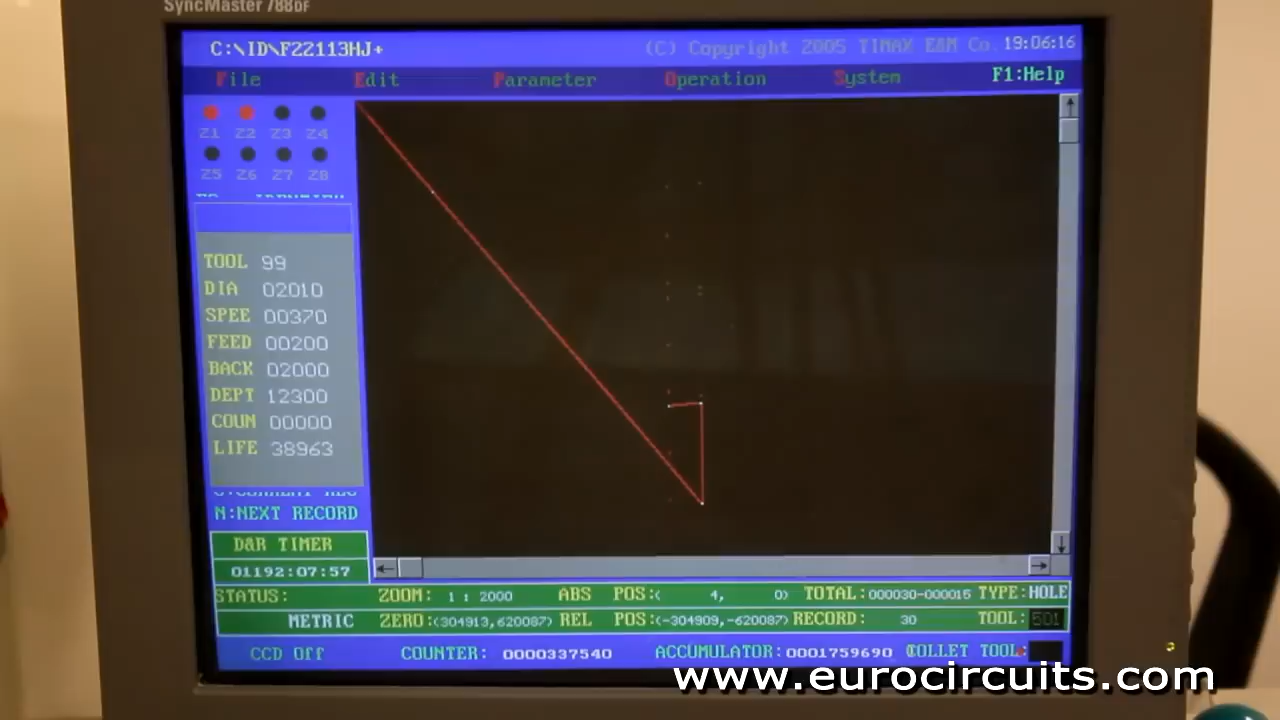 SyncMaster 788DF
C:\ID\F22113HJ+ (C) Copyright 2005 TIMAX E&M Co. 19:06:16
File Edit Parameter Operation System F1:Help
Z1 Z2 Z3 Z4
Z5 Z6 Z7 Z8
TOOL 99
DIA 02010
SPEE 00370
FEED 00200
BACK 02000
DEPT 12300
COUN 00000
LIFE 38963
N:NEXT RECORD
D&R TIMER
01192:07:57
STATUS: ZOOM: 1 : 2000 ABS POS:( 4, 0) TOTAL:000030-000015 TYPE:HOLE
METRIC ZERO:(304913,620087) REL POS:(-304909,-620087) RECORD: 30 TOOL:501
CCD Off COUNTER: 0000337540 ACCUMULATOR:0001759690 COLLET TOOL:
www.eurocircuits.com